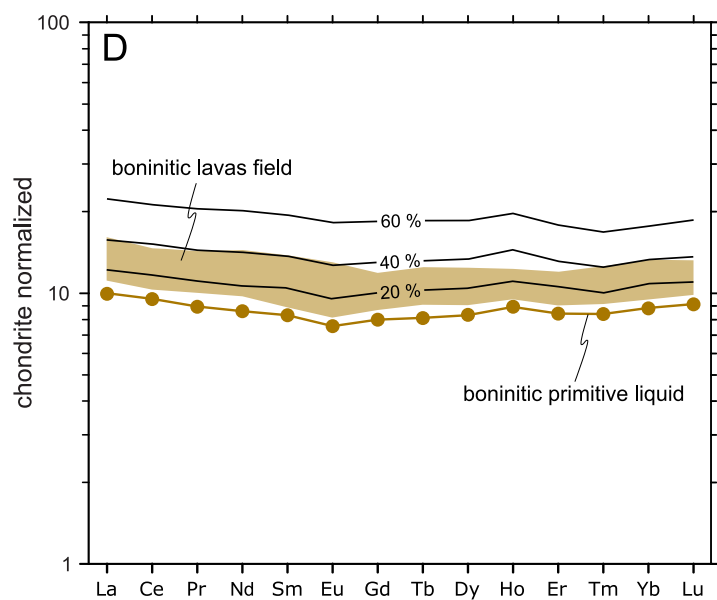 100
D
boninitic lavas field
60 %
40 %
20 %
10
boninitic primitive liquid
chondrite normalized
1
La Ce Pr Nd Sm Eu Gd Tb Dy Ho Er Tm Yb Lu